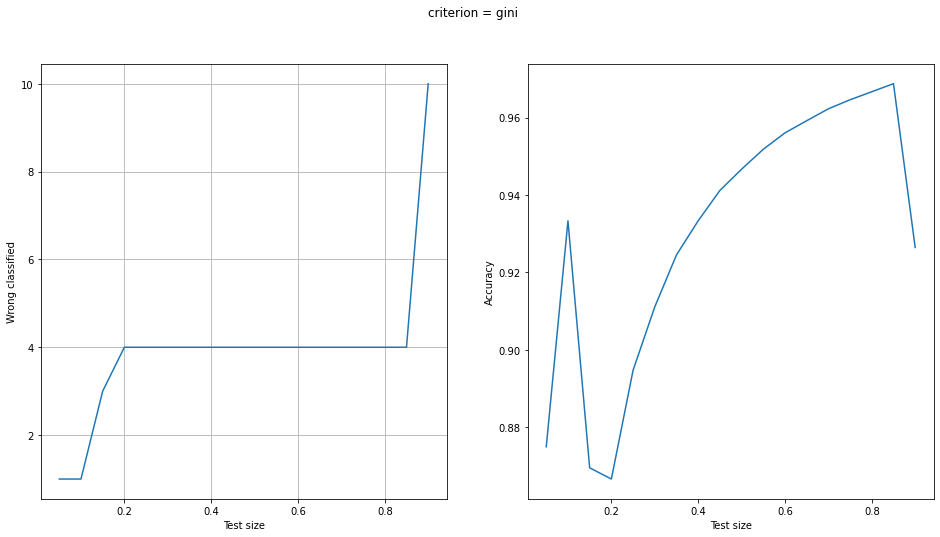 criterion = gini
10
8
6
4
2
Wrong classified
0.2 0.4 0.6 0.8
Test size
0.96
0.94
0.92
0.90
0.88
Accuracy
0.2 0.4 0.6 0.8
Test size